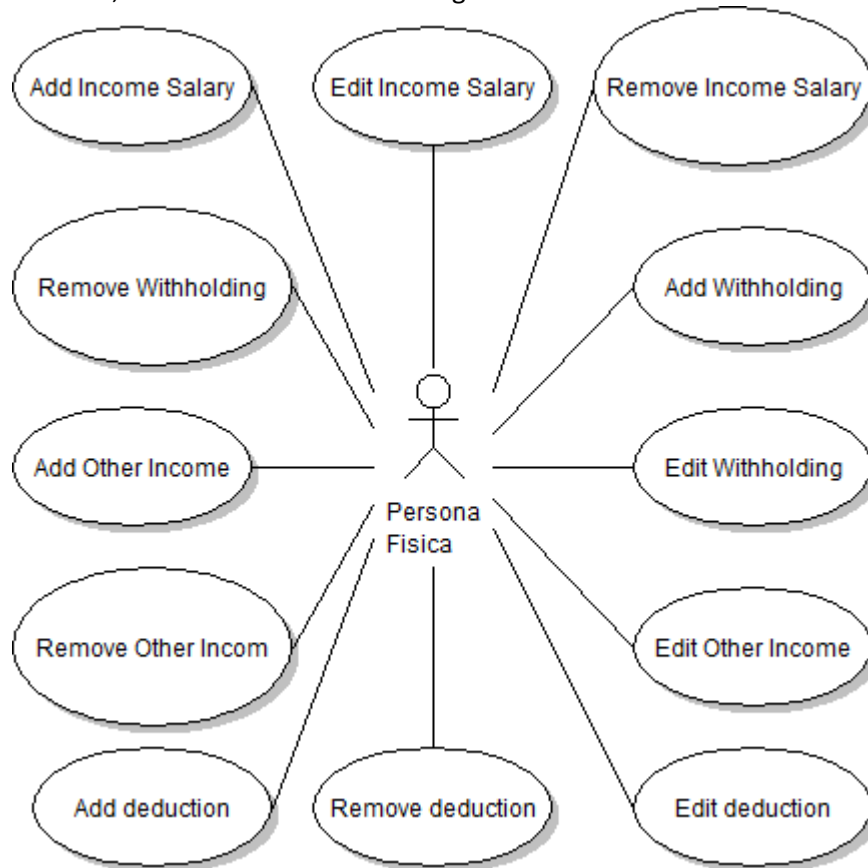 Add Income Salary
Edit Income Salary
Remove Income Salary
Remove Withholding
Add Withholding
Add Other Income
Edit Withholding
Persona
Fisica
Remove Other Incom
Edit Other Income
Add deduction
Remove deduction
Edit deduction